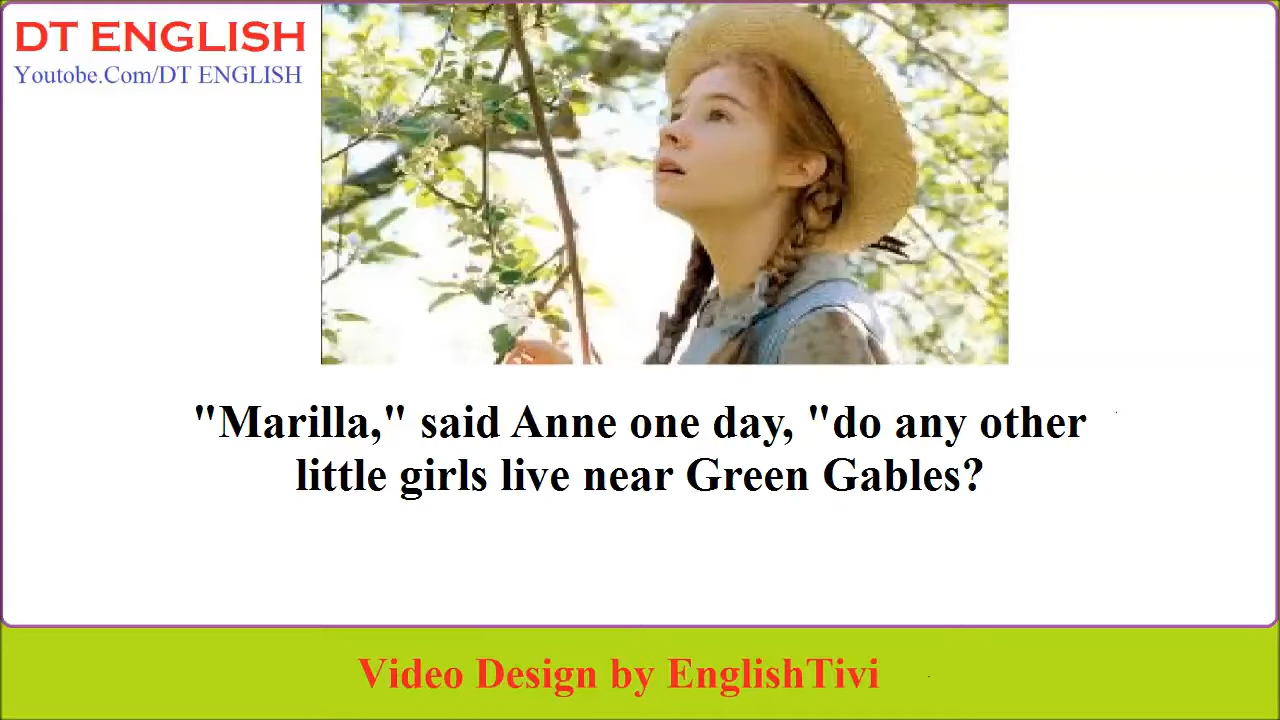 DT ENGLISH
Youtube.Com/DT ENGLISH
"Marilla," said Anne one day, "do any other
little girls live near Green Gables?
Video Design by EnglishTivi